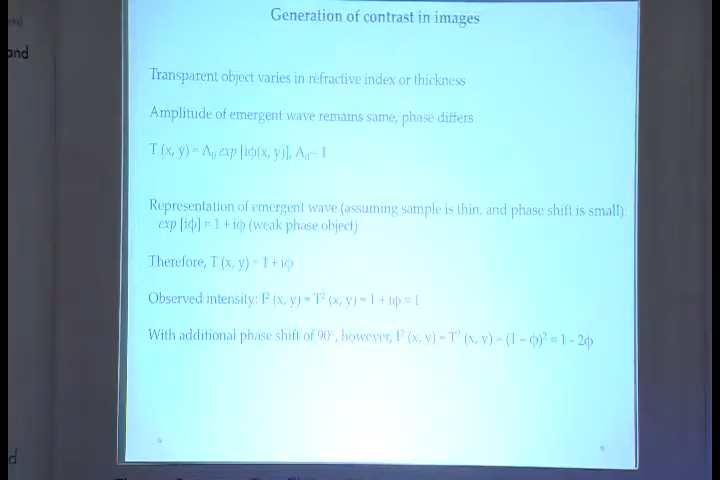 Generation of contrast in images
and
Transparent object varies in refractive index or thickness
Amplitude of emergent wave remains same, phase differs
T (x, y) = A₀ exp [iϕ(x, y)], A₀ ~ 1
Representation of emergent wave (assuming sample is thin, and phase shift is small)
exp [iϕ] = 1 + iϕ (weak phase object)
Therefore, T (x, y) = 1 + iϕ
Observed intensity: I² (x, y) = T² (x, y) = 1 + iϕ ≈ 1
With additional phase shift of 90°, however, I² (x, y) = T² (x, y) = (1 − ϕ)² ≈ 1 - 2ϕ
d